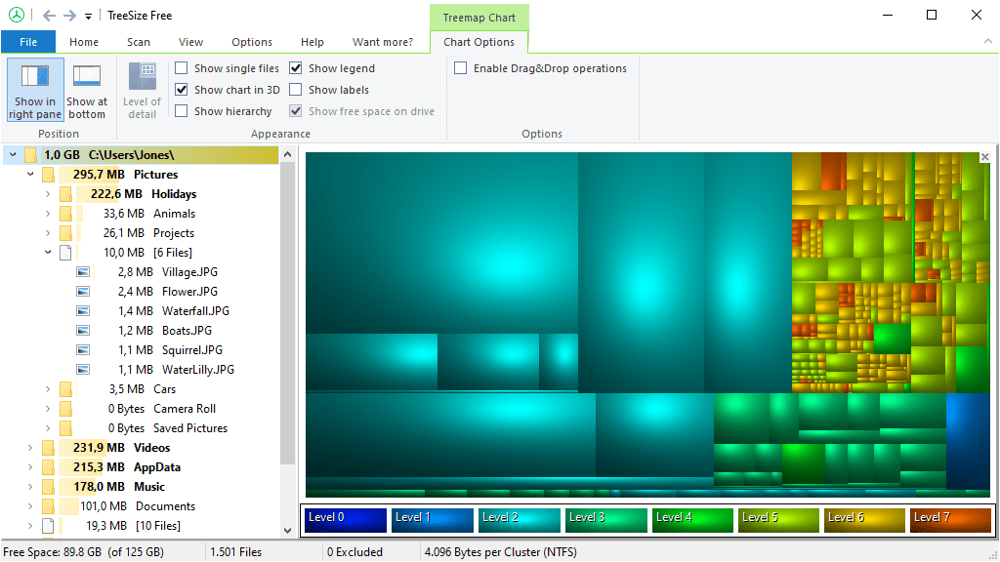 TreeSize Free
Treemap Chart
File Home Scan View Options Help Want more? Chart Options
Show in right pane
Show at bottom
Position
Level of detail
Show single files
Show chart in 3D
Show hierarchy
Show legend
Show labels
Show free space on drive
Appearance
Enable Drag&Drop operations
Options
1,0 GB C:\Users\Jones\
295,7 MB Pictures
222,6 MB Holidays
33,6 MB Animals
26,1 MB Projects
10,0 MB [6 Files]
2,8 MB Village.JPG
2,4 MB Flower.JPG
1,4 MB Waterfall.JPG
1,2 MB Boats.JPG
1,1 MB Squirrel.JPG
1,1 MB WaterLilly.JPG
3,5 MB Cars
0 Bytes Camera Roll
0 Bytes Saved Pictures
231,9 MB Videos
215,3 MB AppData
178,0 MB Music
101,0 MB Documents
19,3 MB [10 Files]
Level 0 Level 1 Level 2 Level 3 Level 4 Level 5 Level 6 Level 7
Free Space: 89.8 GB (of 125 GB) 1.501 Files 0 Excluded 4.096 Bytes per Cluster (NTFS)